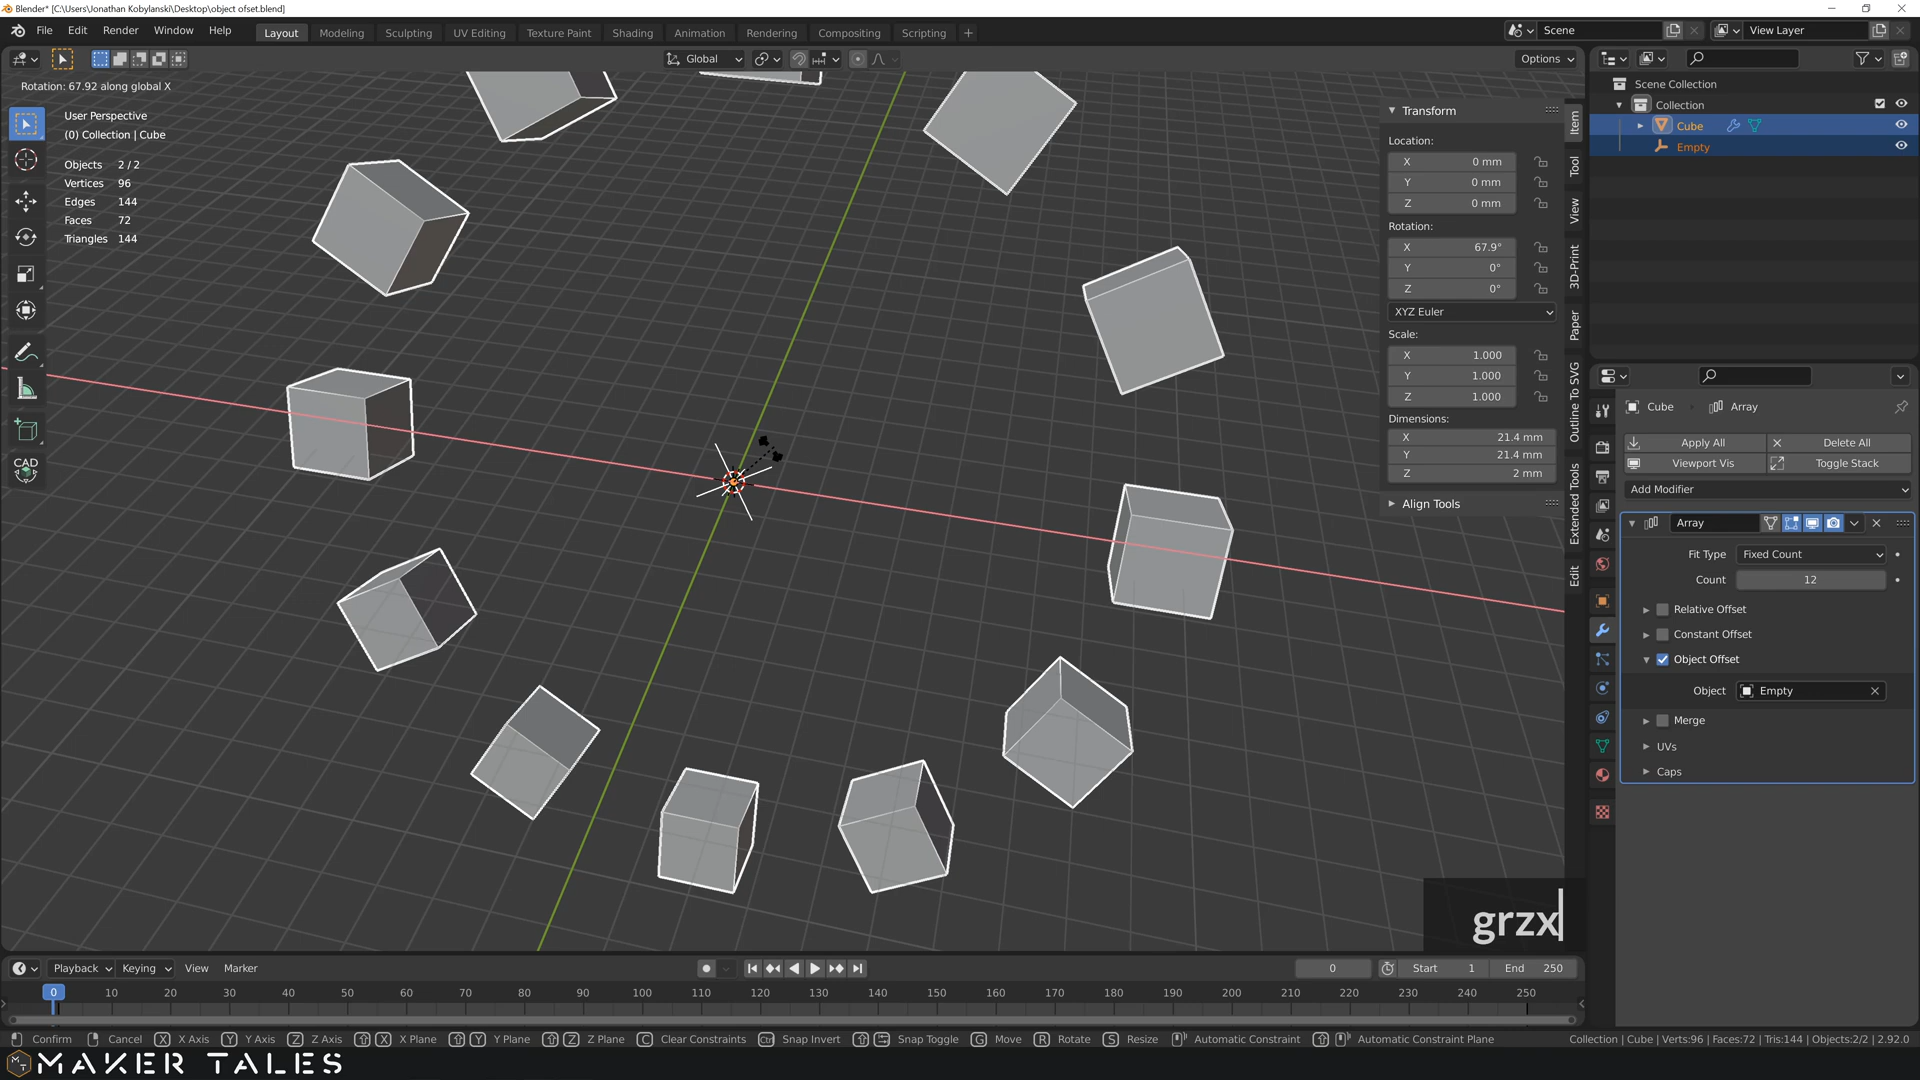 Blender* [C:\Users\Jonathan Kobylanski\Desktop\object ofset.blend]
File Edit Render Window Help
Layout Modeling Sculpting UV Editing Texture Paint Shading Animation Rendering Compositing Scripting +
Scene
View Layer
Global
Options
Rotation: 67.92 along global X
User Perspective
(0) Collection | Cube
Objects 2 / 2
Vertices 96
Edges 144
Faces 72
Triangles 144
CAD
Transform
Location:
X 0 mm
Y 0 mm
Z 0 mm
Rotation:
X 67.9°
Y 0°
Z 0°
XYZ Euler
Scale:
X 1.000
Y 1.000
Z 1.000
Dimensions:
X 21.4 mm
Y 21.4 mm
Z 2 mm
Align Tools
Item
Tool
View
3D-Print
Paper
Outline To SVG
Extended Tools
Edit
Scene Collection
Collection
Cube
Empty
Cube Array
Apply All Delete All
Viewport Vis Toggle Stack
Add Modifier
Array
Fit Type Fixed Count
Count 12
Relative Offset
Constant Offset
Object Offset
Object Empty
Merge
UVs
Caps
grzx
Playback Keying View Marker
0 Start 1 End 250
0 10 20 30 40 50 60 70 80 90 100 110 120 130 140 150 160 170 180 190 200 210 220 230 240 250
Confirm Cancel X X Axis Y Y Axis Z Z Axis X X Plane Y Y Plane Z Z Plane C Clear Constraints Ctrl Snap Invert Snap Toggle G Move R Rotate S Resize Automatic Constraint Automatic Constraint Plane
Collection | Cube | Verts:96 | Faces:72 | Tris:144 | Objects:2/2 | 2.92.0
MAKER TALES